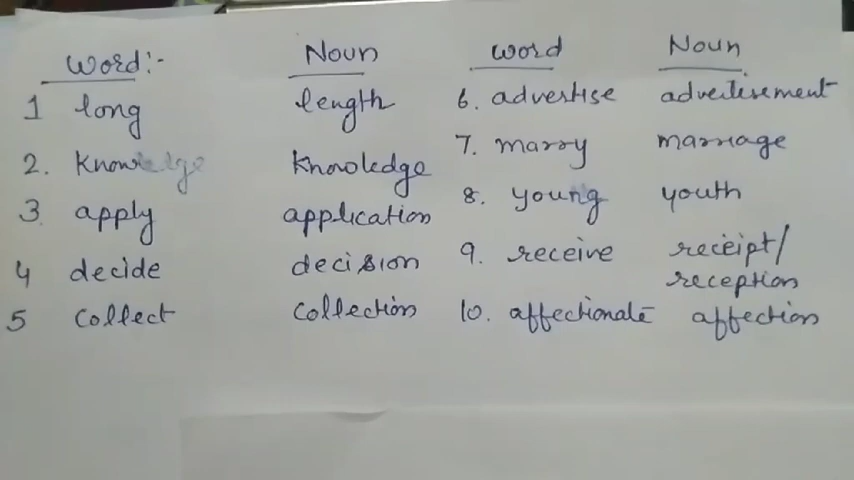 Word:- Noun word Noun
1 long length 6. advertise advertisement
2. Knowledge Knowledge 7. marry marriage
3. apply application 8. young youth
4 decide decision 9. receive receipt/
reception
5 Collect Collection 10. affectionate affection